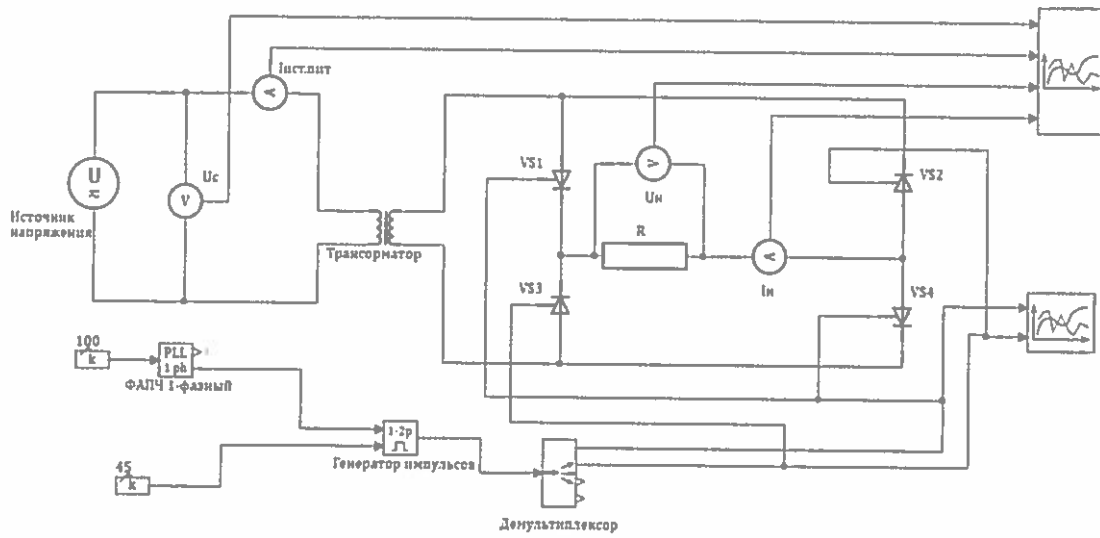 Iист.пит
A
U
Uс
V
Источник
напряжения
Трансорматор
VS1
V
Uн
R
A
Iн
VS2
VS3
VS4
100
k
PLL
1 ph
ФАПЧ 1-фазный
1-2p
Генератор импульсов
45
k
Демультиплексор